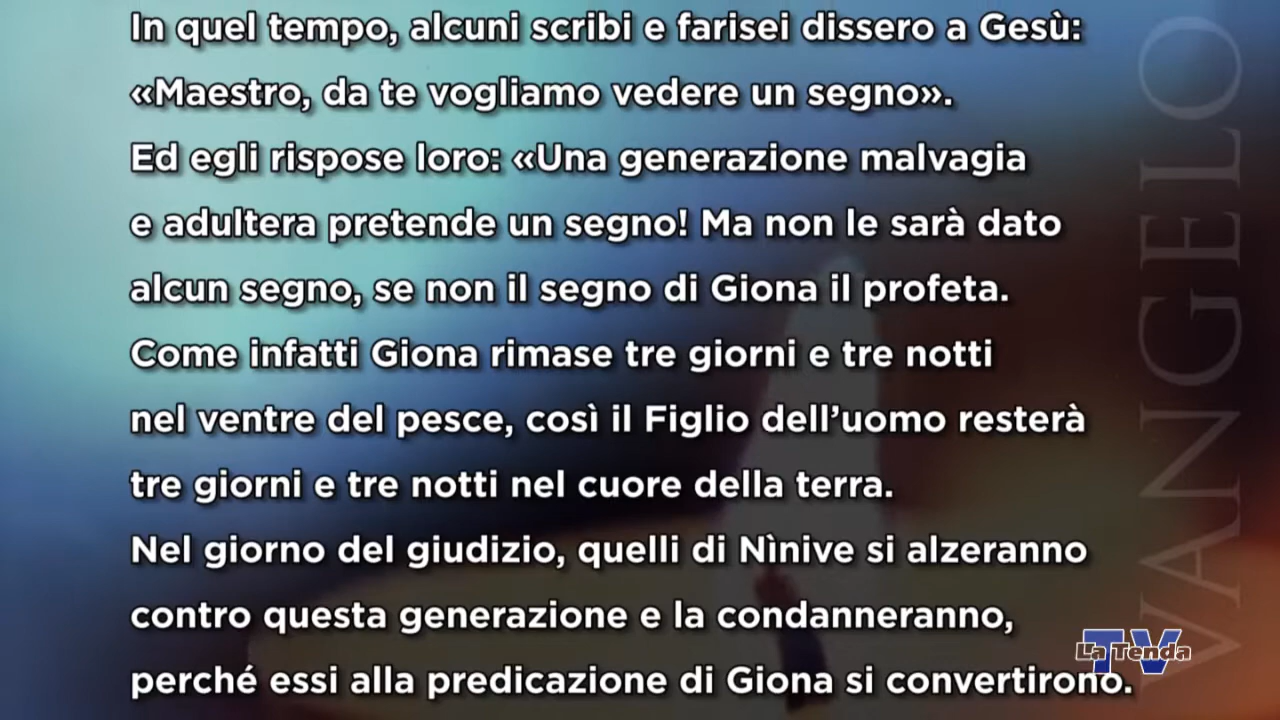 In quel tempo, alcuni scribi e farisei dissero a Gesù:
«Maestro, da te vogliamo vedere un segno».
Ed egli rispose loro: «Una generazione malvagia
e adultera pretende un segno! Ma non le sarà dato
alcun segno, se non il segno di Giona il profeta.
Come infatti Giona rimase tre giorni e tre notti
nel ventre del pesce, così il Figlio dell’uomo resterà
tre giorni e tre notti nel cuore della terra.
Nel giorno del giudizio, quelli di Nìnive si alzeranno
contro questa generazione e la condanneranno,
perché essi alla predicazione di Giona si convertirono.
VANGELO
La Tenda
TV